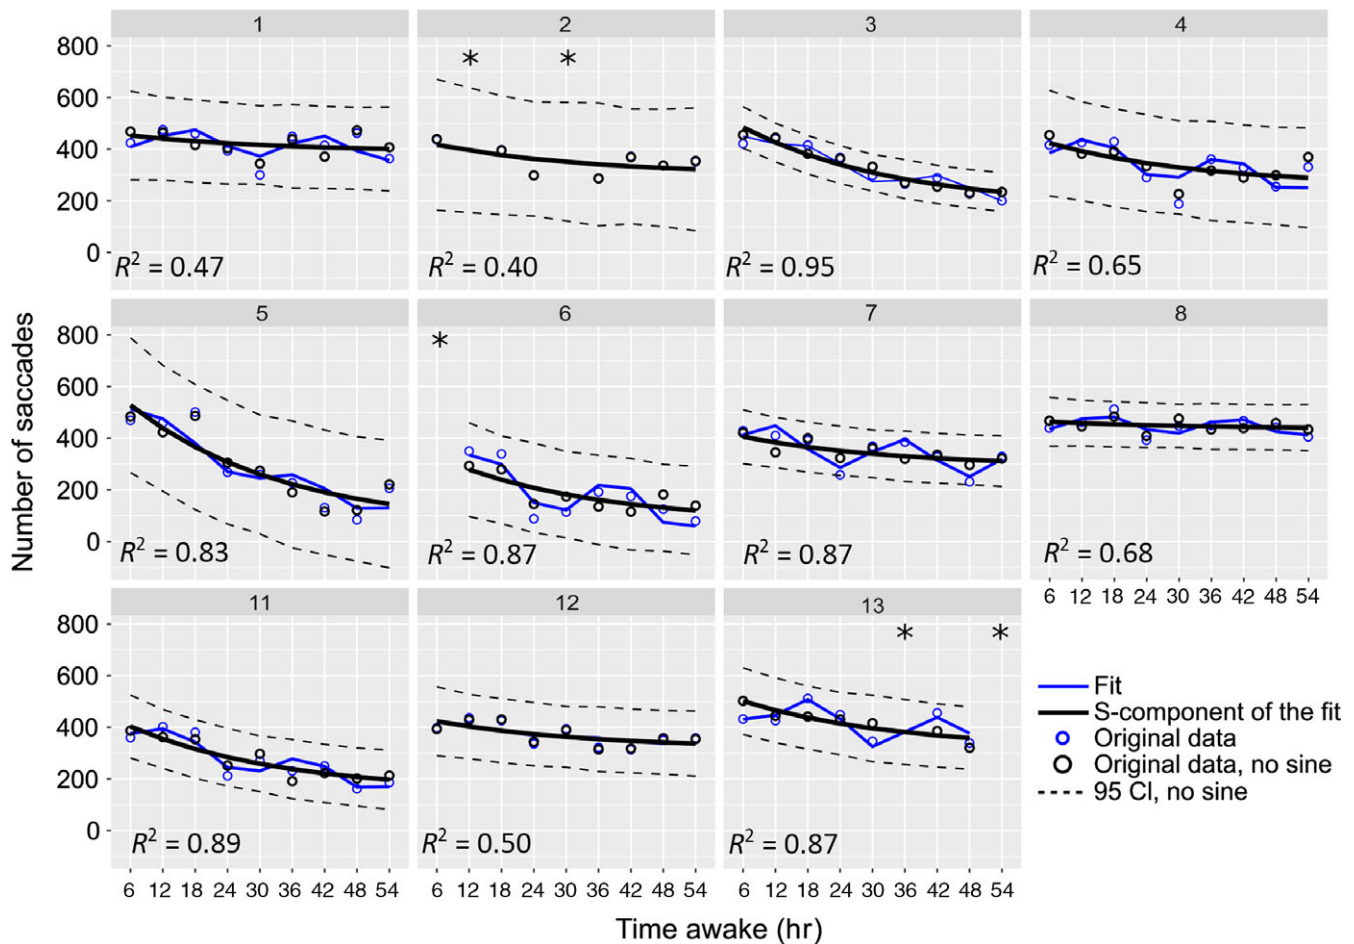 1 2 3 4
800 * *
600
400
200
0
R² = 0.47 R² = 0.40 R² = 0.95 R² = 0.65
5 6 7 8
800 *
600
400
200
0
R² = 0.83 R² = 0.87 R² = 0.87 R² = 0.68
6 12 18 24 30 36 42 48 54
11 12 13
800 * *
600
400
200
0
R² = 0.89 R² = 0.50 R² = 0.87
6 12 18 24 30 36 42 48 54 6 12 18 24 30 36 42 48 54 6 12 18 24 30 36 42 48 54
Number of saccades
Time awake (hr)
Fit
S-component of the fit
Original data
Original data, no sine
95 CI, no sine